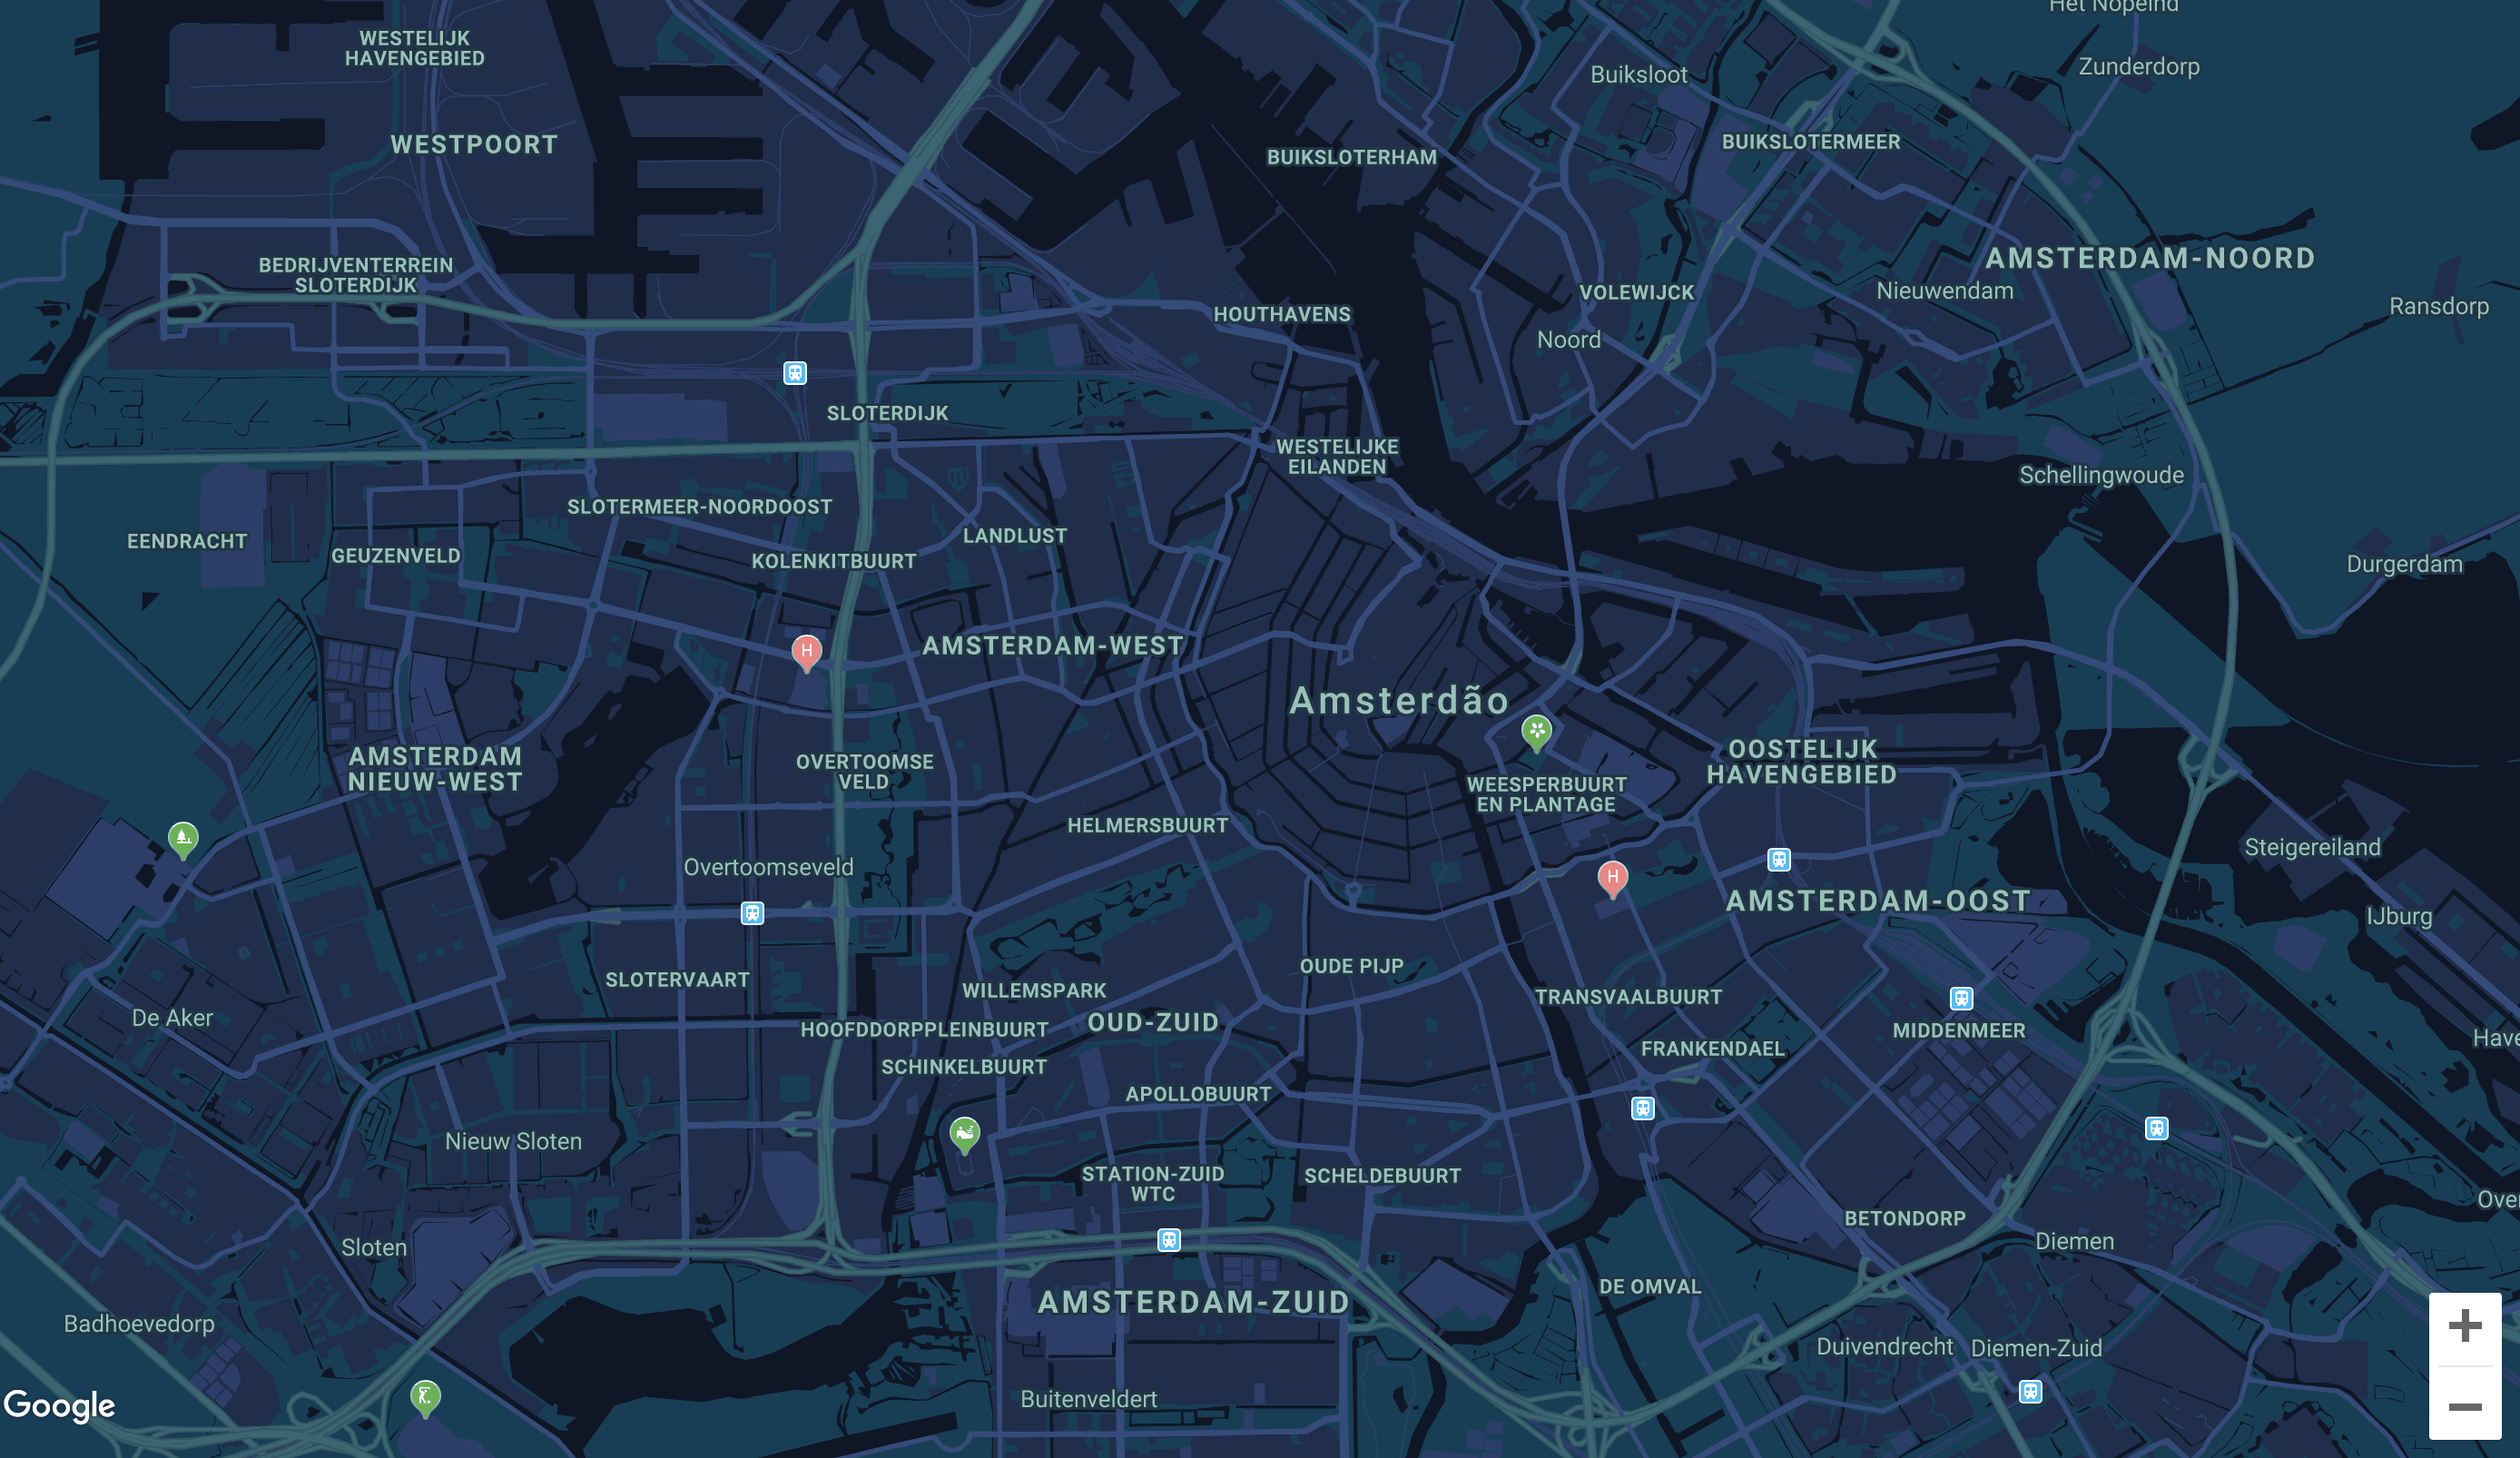 Het Nopeind
WESTELIJK
HAVENGEBIED
Zunderdorp
Buiksloot
WESTPOORT
BUIKSLOTERMEER
BUIKSLOTERHAM
AMSTERDAM-NOORD
BEDRIJVENTERREIN
SLOTERDIJK
VOLEWIJCK
Nieuwendam
Ransdorp
HOUTHAVENS
Noord
SLOTERDIJK
WESTELIJKE
EILANDEN
Schellingwoude
SLOTERMEER-NOORDOOST
LANDLUST
EENDRACHT
GEUZENVELD
KOLENKITBUURT
Durgerdam
H
AMSTERDAM-WEST
Amsterdão
AMSTERDAM
NIEUW-WEST
OVERTOOMSE
VELD
OOSTELIJK
HAVENGEBIED
WEESPERBUURT
EN PLANTAGE
HELMERSBUURT
Steigereiland
Overtoomseveld
H
AMSTERDAM-OOST
IJburg
OUDE PIJP
SLOTERVAART
WILLEMSPARK
TRANSVAALBUURT
De Aker
HOOFDDORPPLEINBUURT
OUD-ZUID
MIDDENMEER
Have
FRANKENDAEL
SCHINKELBUURT
APOLLOBUURT
Nieuw Sloten
STATION-ZUID
WTC
SCHELDEBUURT
Over
BETONDORP
Sloten
Diemen
DE OMVAL
AMSTERDAM-ZUID
Badhoevedorp
Duivendrecht
Diemen-Zuid
Buitenveldert
Google